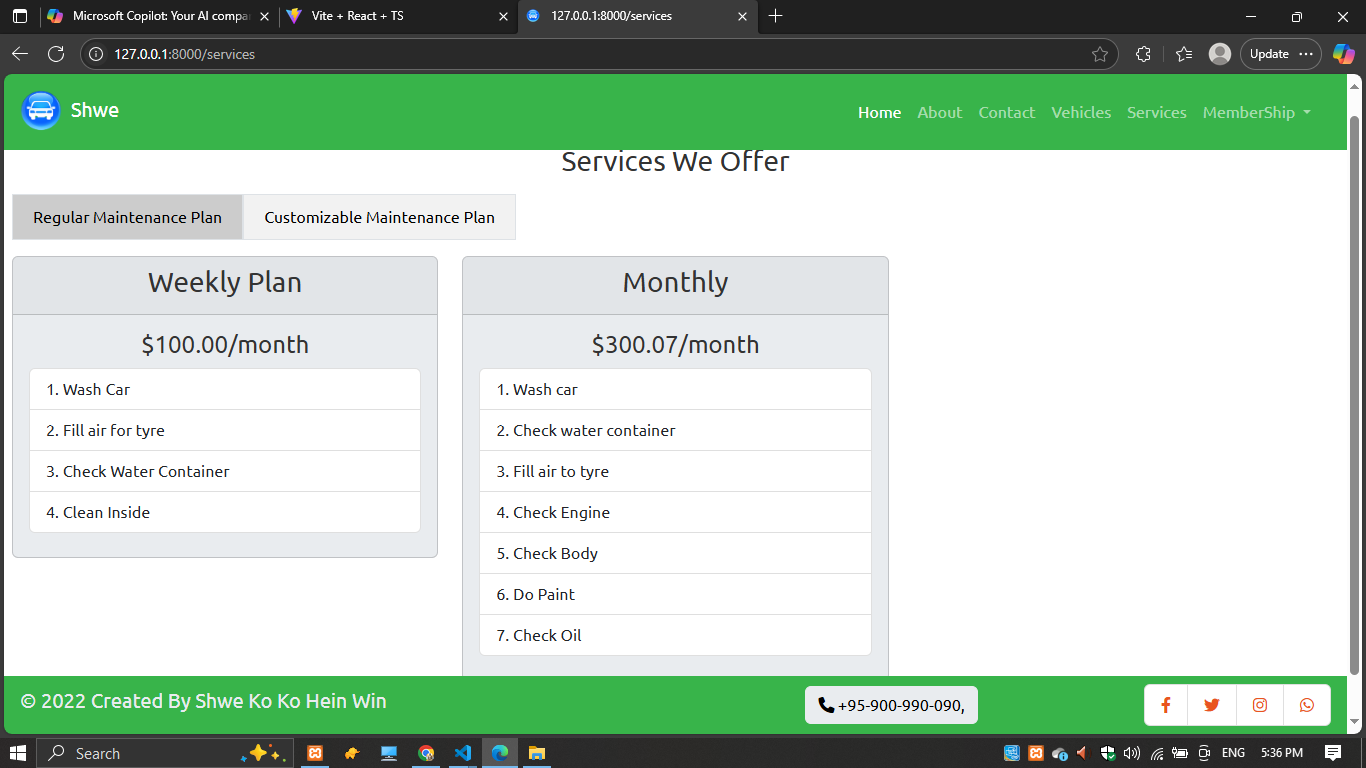 Microsoft Copilot: Your AI compa
Vite + React + TS
127.0.0.1:8000/services
127.0.0.1:8000/services
Update
Shwe
Home About Contact Vehicles Services MemberShip
Services We Offer
Regular Maintenance Plan
Customizable Maintenance Plan
Weekly Plan
$100.00/month
1. Wash Car
2. Fill air for tyre
3. Check Water Container
4. Clean Inside
Monthly
$300.07/month
1. Wash car
2. Check water container
3. Fill air to tyre
4. Check Engine
5. Check Body
6. Do Paint
7. Check Oil
© 2022 Created By Shwe Ko Ko Hein Win
+95-900-990-090,
Search
ENG
5:36 PM